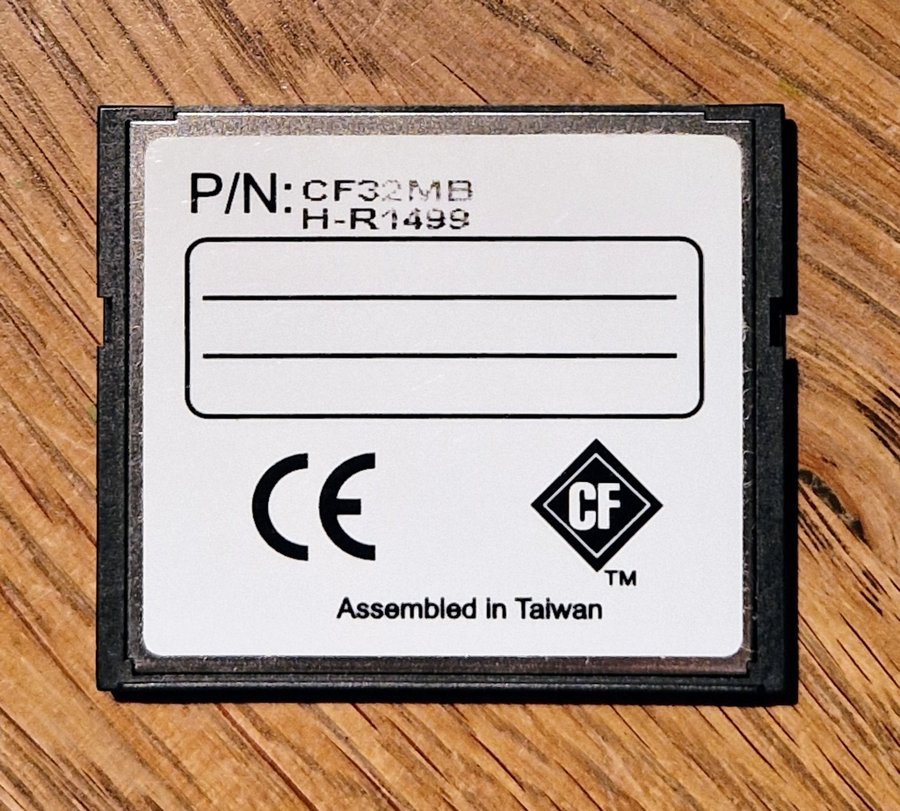 P/N: CF32MB
H-R1499
CE
CF
TM
Assembled in Taiwan